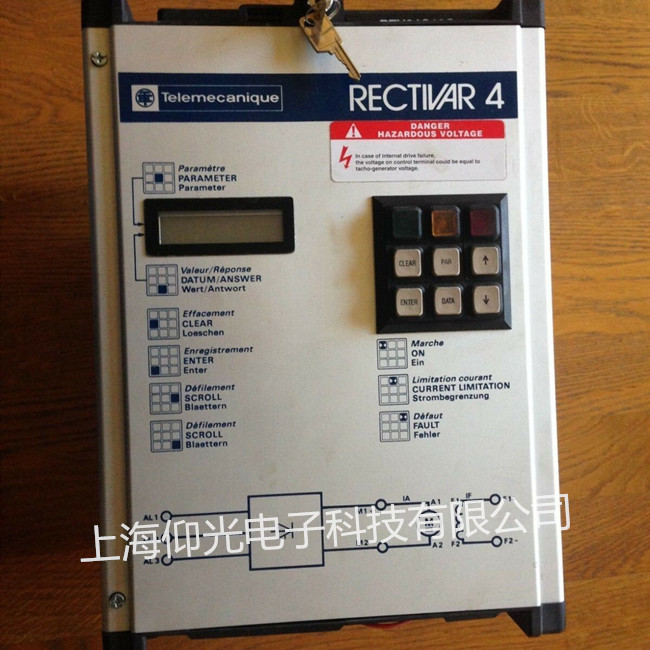 Telemecanique
RECTIVAR 4
DANGER
HAZARDOUS VOLTAGE
In case of internal drive failure,
the voltage on control terminal could be equal to
tacho-generator voltage.
Paramètre
PARAMETER
Parameter
Valeur/Réponse
DATUM/ANSWER
Wert/Antwort
Effacement
CLEAR
Loeschen
Enregistrement
ENTER
Enter
Défilement
SCROLL
Blaettern
Défilement
SCROLL
Blaettern
CLEAR PAR ↑
ENTER DATA ↓
Marche
ON
Ein
Limitation courant
CURRENT LIMITATION
Strombegrenzung
Défaut
FAULT
Fehler
AL1
AL3
IA
A1
IF
M
A2
F2
F2-
上海仰光电子科技有限公司